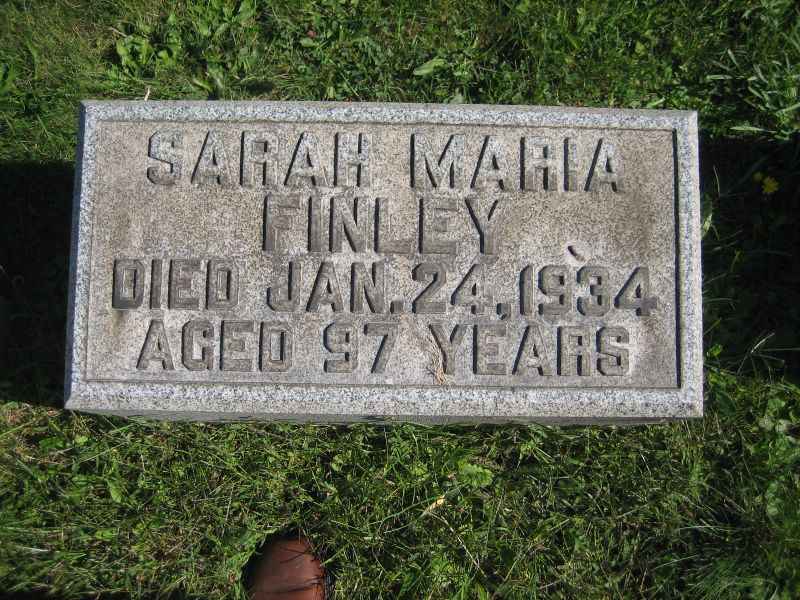 SARAH MARIA
FINLEY
DIED JAN. 24, 1934
AGED 97 YEARS